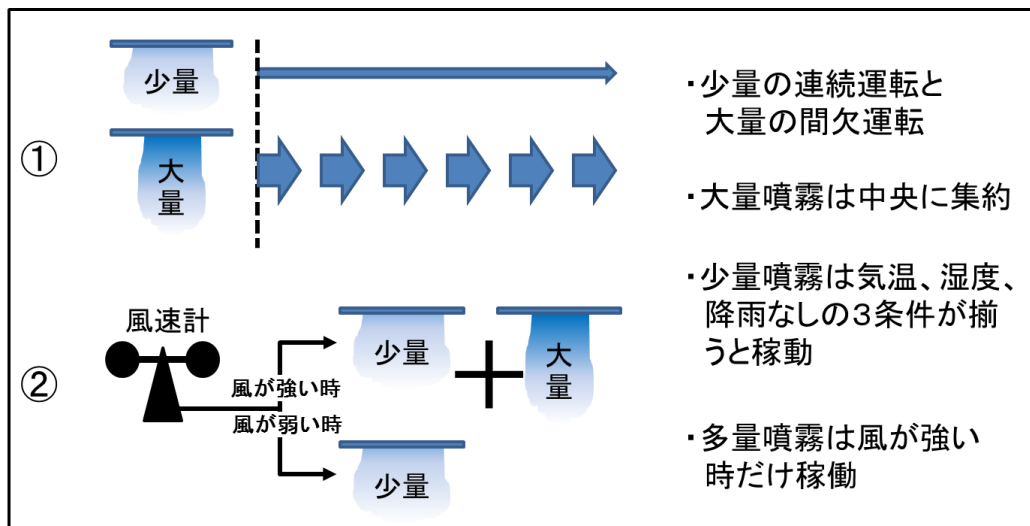 ①
少量
大量
・少量の連続運転と
大量の間欠運転
・大量噴霧は中央に集約
・少量噴霧は気温、湿度、
降雨なしの3条件が揃
うと稼動
・多量噴霧は風が強い
時だけ稼働
②
風速計
風が強い時
風が弱い時
少量
大量
少量